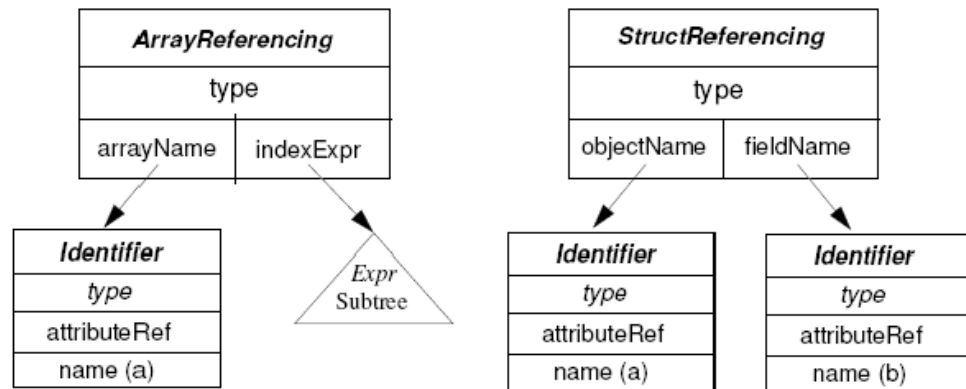 ArrayReferencing
type
arrayName indexExpr
Identifier
type
attributeRef
name (a)
Expr
Subtree
StructReferencing
type
objectName fieldName
Identifier
type
attributeRef
name (a)
Identifier
type
attributeRef
name (b)